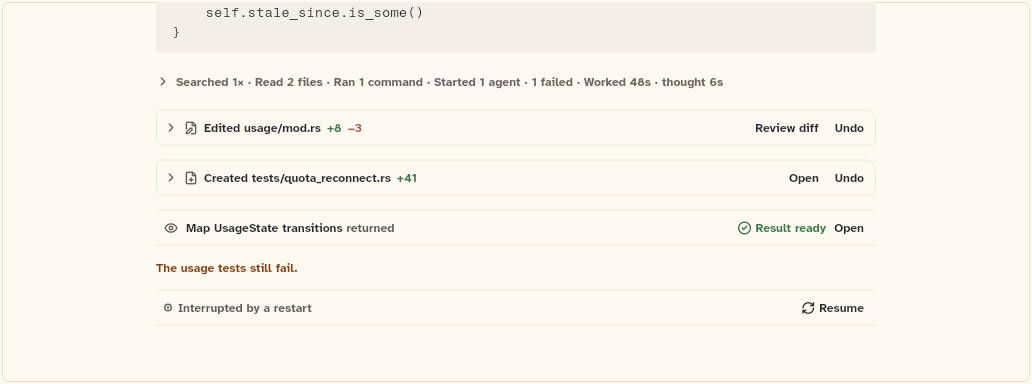 self.stale_since.is_some()
}
Searched 1× · Read 2 files · Ran 1 command · Started 1 agent · 1 failed · Worked 48s · thought 6s
Edited usage/mod.rs +8 −3 Review diff Undo
Created tests/quota_reconnect.rs +41 Open Undo
Map UsageState transitions returned Result ready Open
The usage tests still fail.
Interrupted by a restart Resume